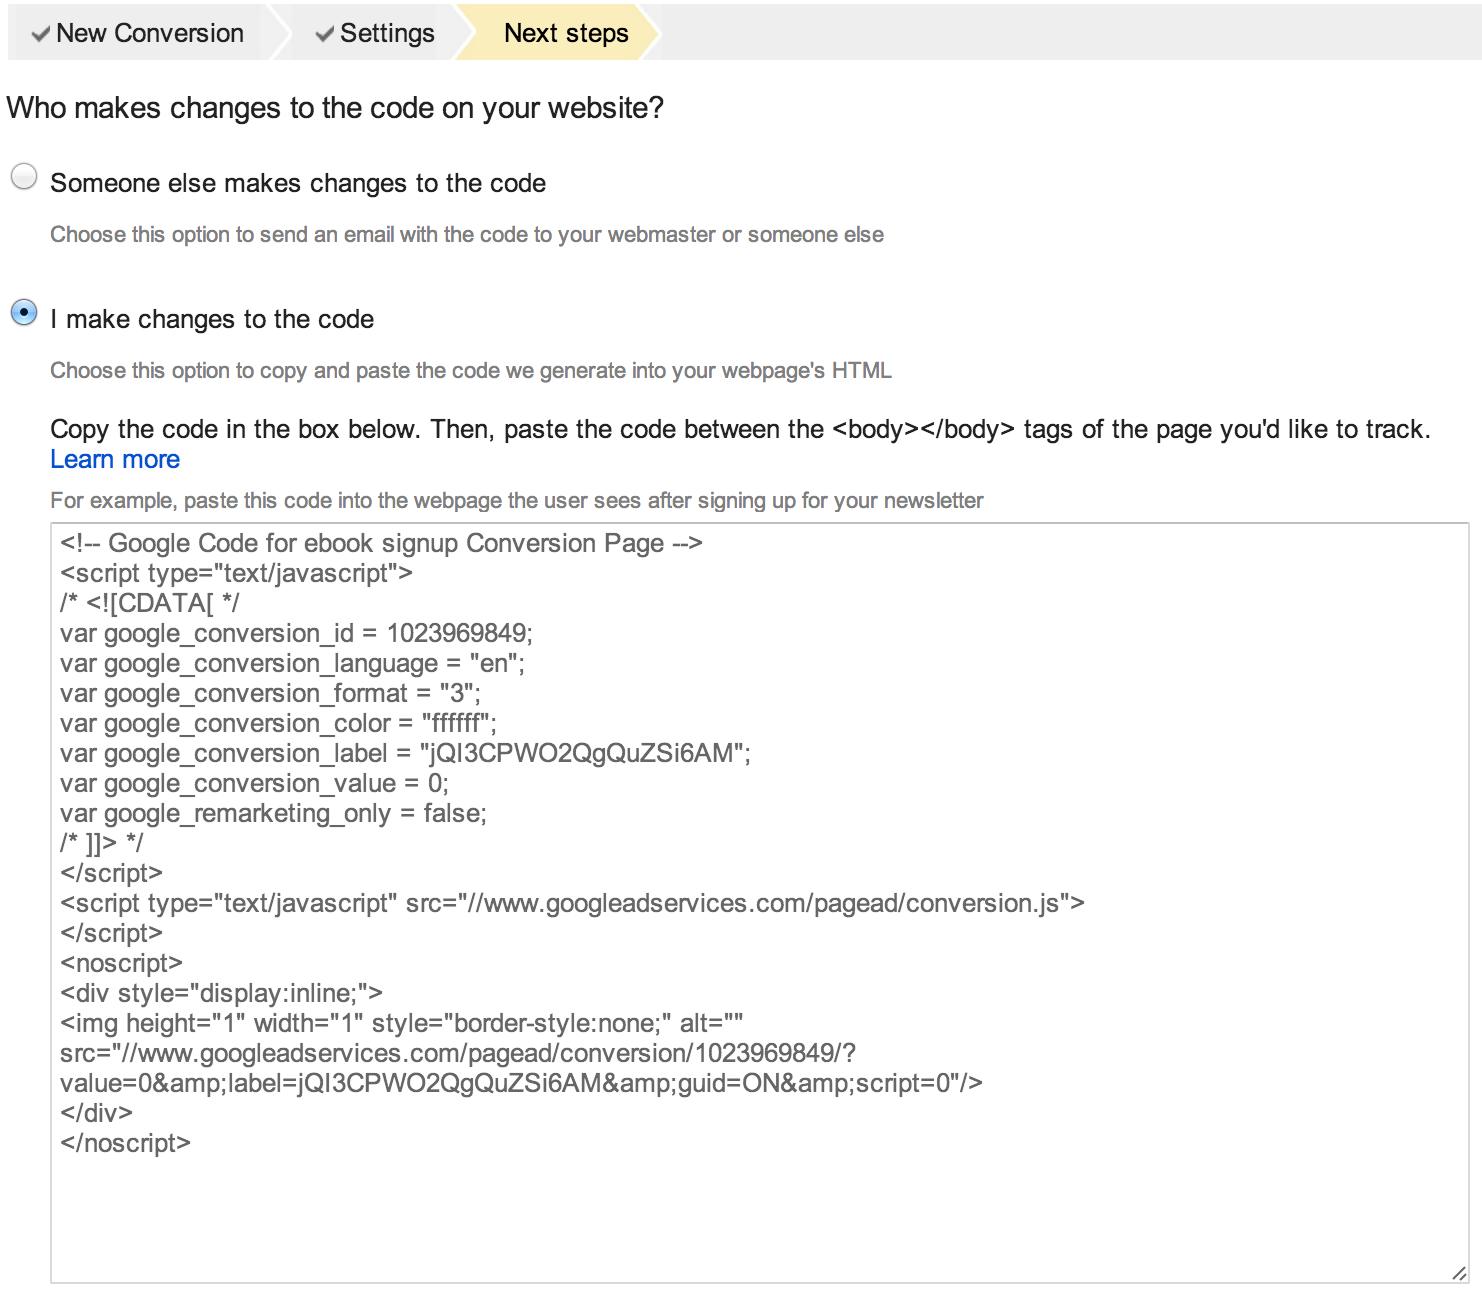 New Conversion Settings Next steps
Who makes changes to the code on your website?
Someone else makes changes to the code
Choose this option to send an email with the code to your webmaster or someone else
I make changes to the code
Choose this option to copy and paste the code we generate into your webpage's HTML
Copy the code in the box below. Then, paste the code between the <body></body> tags of the page you'd like to track.
Learn more
For example, paste this code into the webpage the user sees after signing up for your newsletter
<!-- Google Code for ebook signup Conversion Page -->
<script type="text/javascript">
/* <![CDATA[ */
var google_conversion_id = 1023969849;
var google_conversion_language = "en";
var google_conversion_format = "3";
var google_conversion_color = "ffffff";
var google_conversion_label = "jQI3CPWO2QgQuZSi6AM";
var google_conversion_value = 0;
var google_remarketing_only = false;
/* ]]> */
</script>
<script type="text/javascript" src="//www.googleadservices.com/pagead/conversion.js">
</script>
<noscript>
<div style="display:inline;">
<img height="1" width="1" style="border-style:none;" alt=""
src="//www.googleadservices.com/pagead/conversion/1023969849/?
value=0&amp;label=jQI3CPWO2QgQuZSi6AM&amp;guid=ON&amp;script=0"/>
</div>
</noscript>